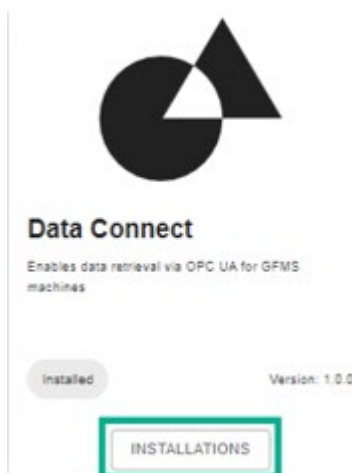 Data Connect
Enables data retrieval via OPC UA for GFMS
machines
Installed
Version: 1.0.0
INSTALLATIONS